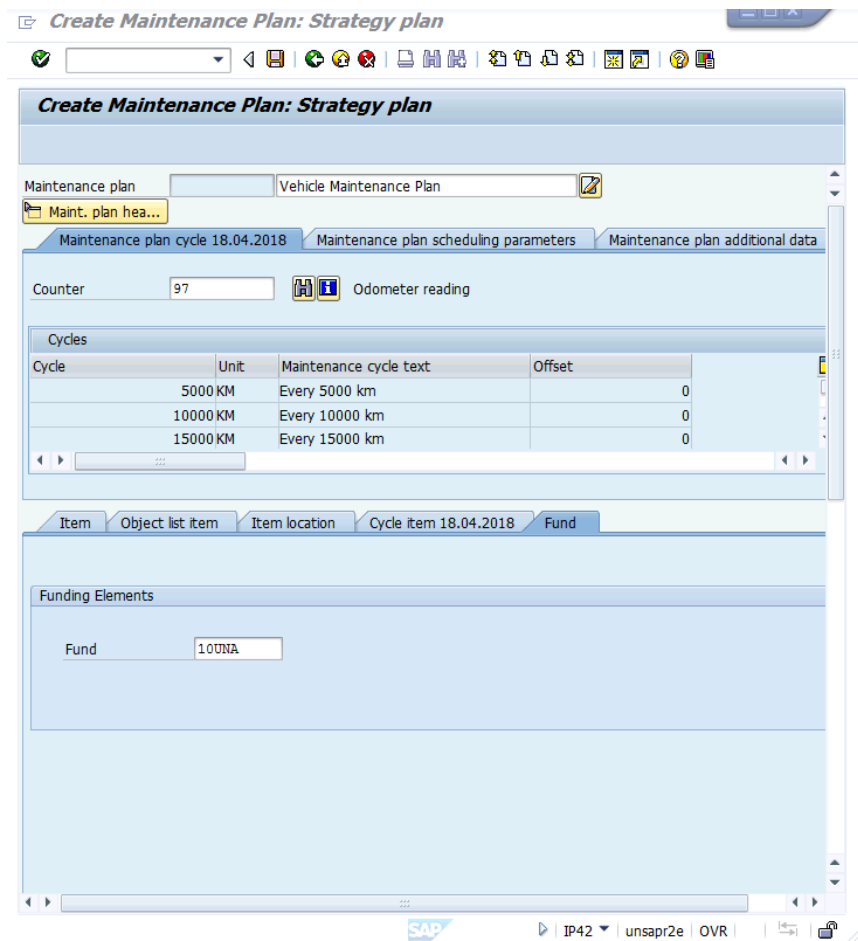 Create Maintenance Plan: Strategy plan
Create Maintenance Plan: Strategy plan
Maintenance plan Vehicle Maintenance Plan
Maint. plan hea...
Maintenance plan cycle 18.04.2018 Maintenance plan scheduling parameters Maintenance plan additional data
Counter 97 Odometer reading
Cycles
Cycle Unit Maintenance cycle text Offset
5000 KM Every 5000 km 0
10000 KM Every 10000 km 0
15000 KM Every 15000 km 0
Item Object list item Item location Cycle item 18.04.2018 Fund
Funding Elements
Fund 10UNA
SAP IP42 unsapr2e OVR